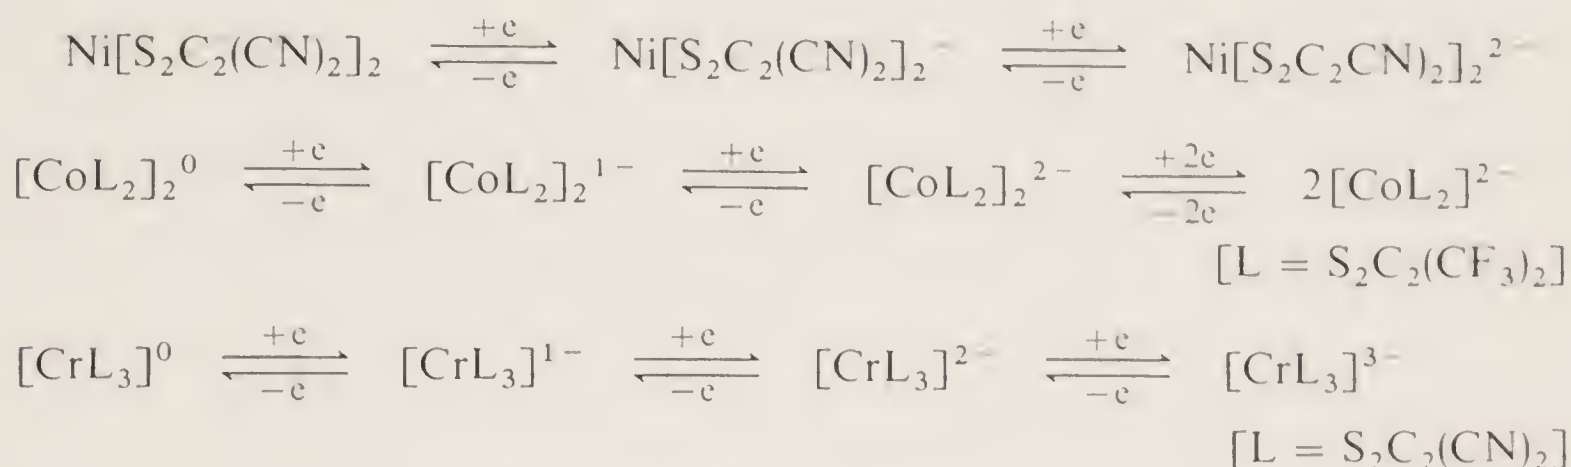 Ni[S₂C₂(CN)₂]₂ +e ⇌ −e Ni[S₂C₂(CN)₂]₂⁻ +e ⇌ −e Ni[S₂C₂CN)₂]₂²⁻
[CoL₂]₂⁰ +e ⇌ −e [CoL₂]₂¹⁻ +e ⇌ −e [CoL₂]₂²⁻ +2e ⇌ −2e 2[CoL₂]²⁻
[L = S₂C₂(CF₃)₂]
[CrL₃]⁰ +e ⇌ −e [CrL₃]¹⁻ +e ⇌ −e [CrL₃]²⁻ +e ⇌ −e [CrL₃]³⁻
[L = S₂C₂(CN)₂]